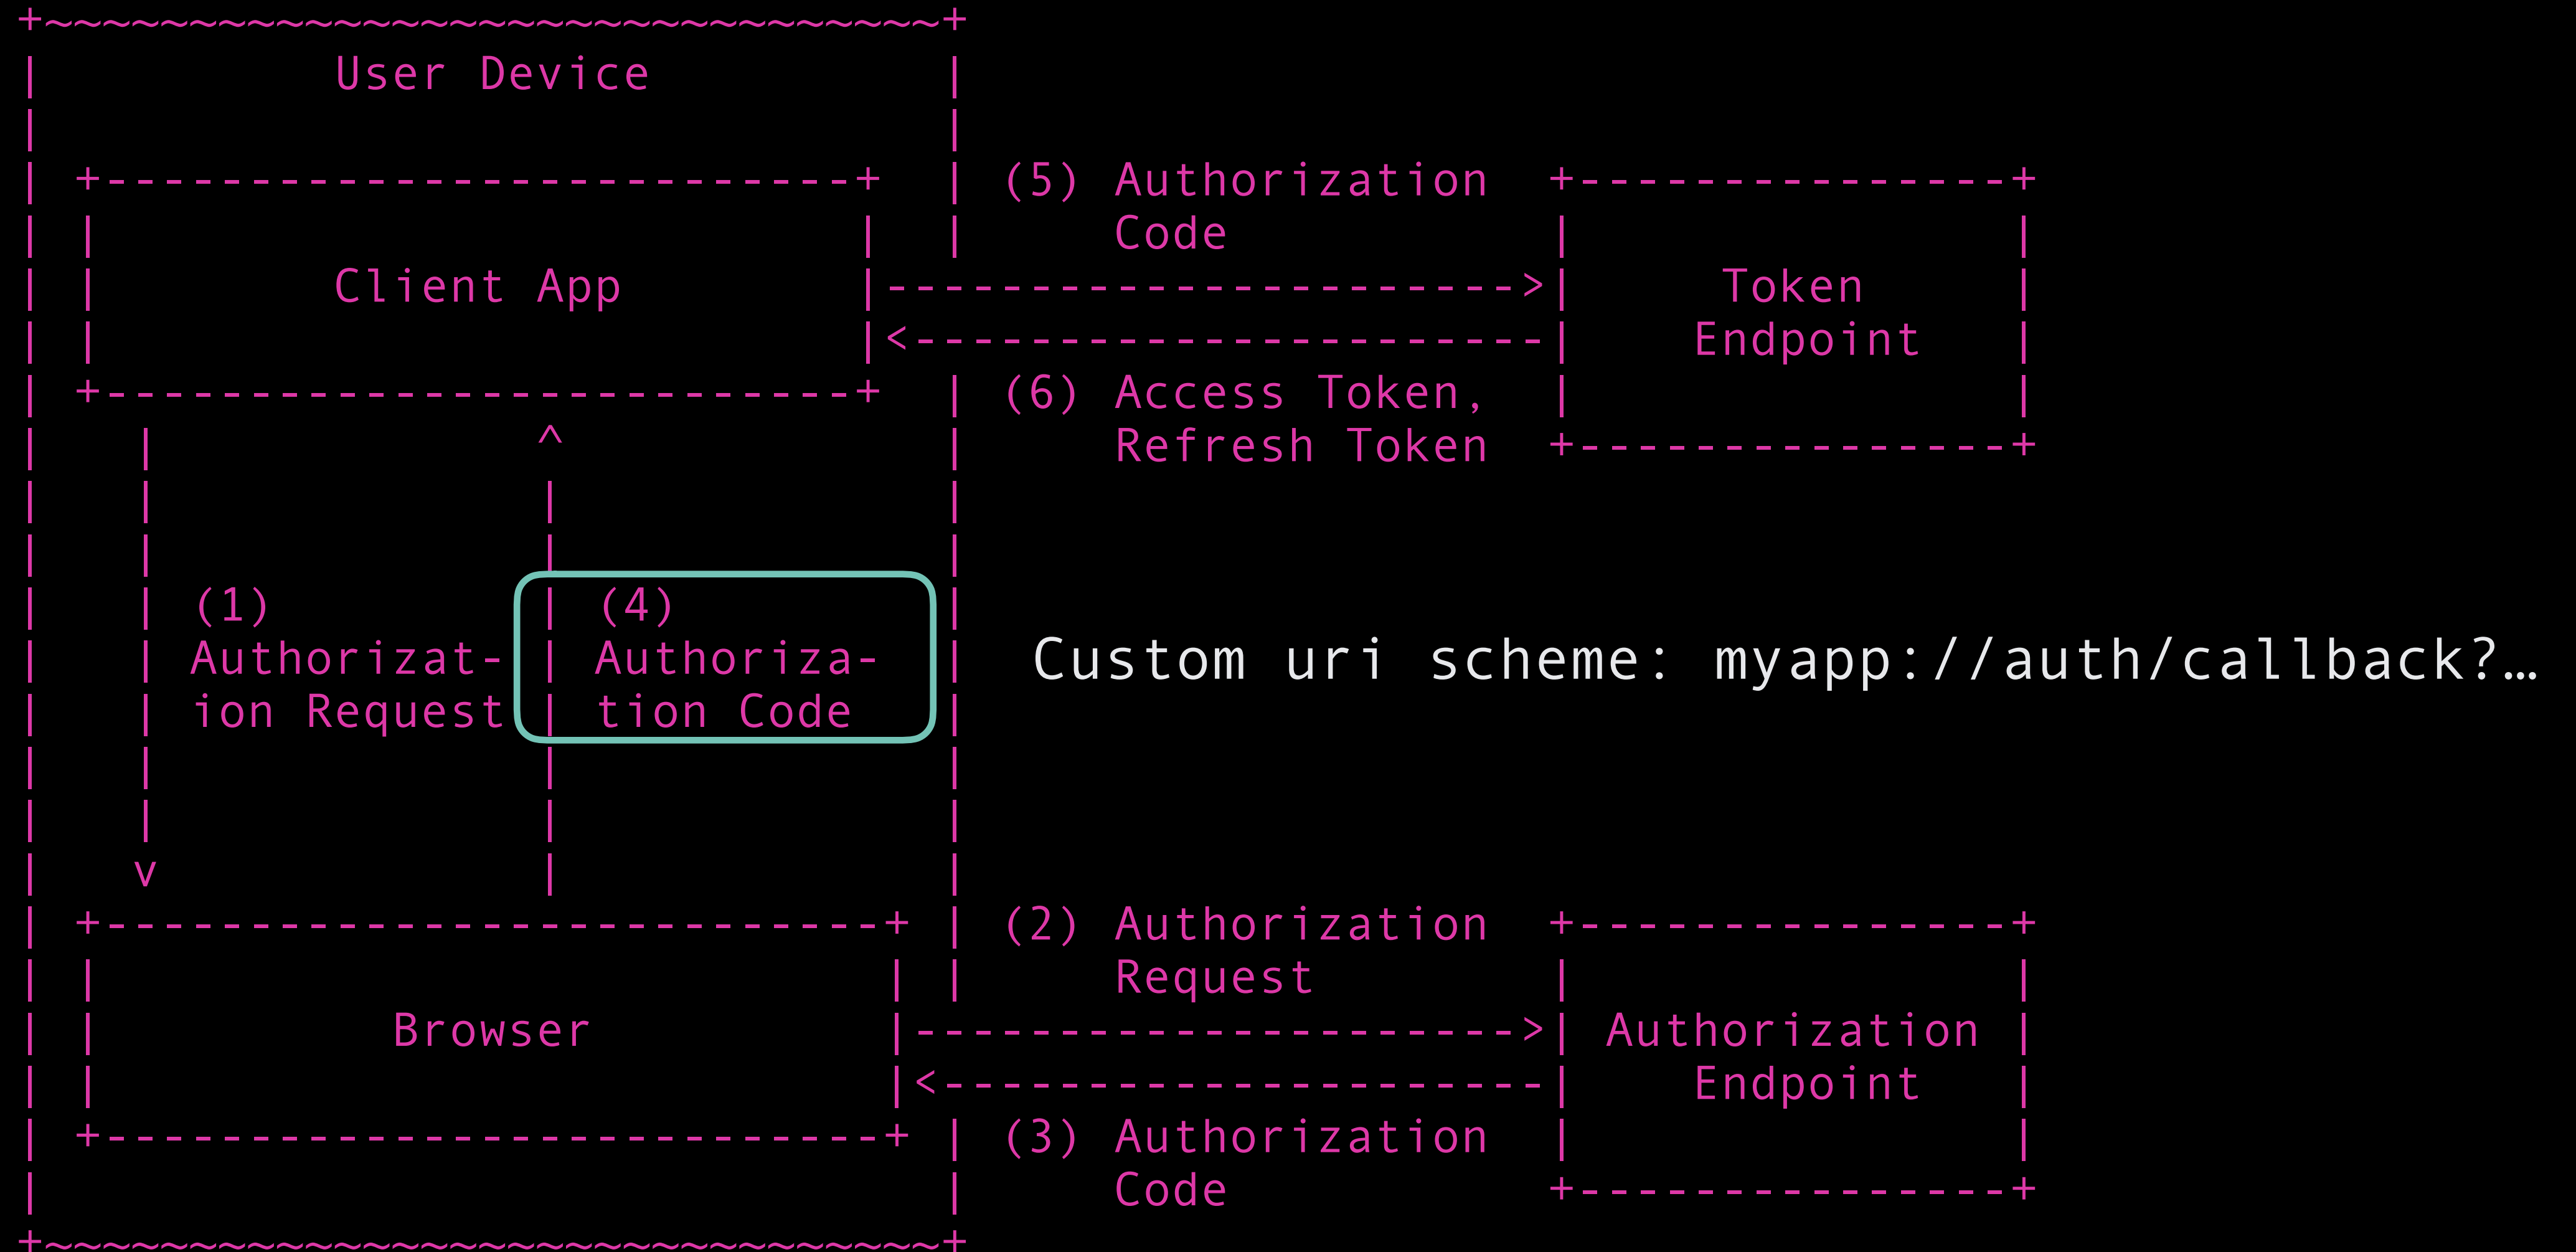 User Device
(5) Authorization
Code
Client App
Token
Endpoint
(6) Access Token,
Refresh Token
(1)
Authorizat-
ion Request
(4)
Authoriza-
tion Code
Custom uri scheme: myapp://auth/callback?…
(2) Authorization
Request
Browser
Authorization
Endpoint
(3) Authorization
Code